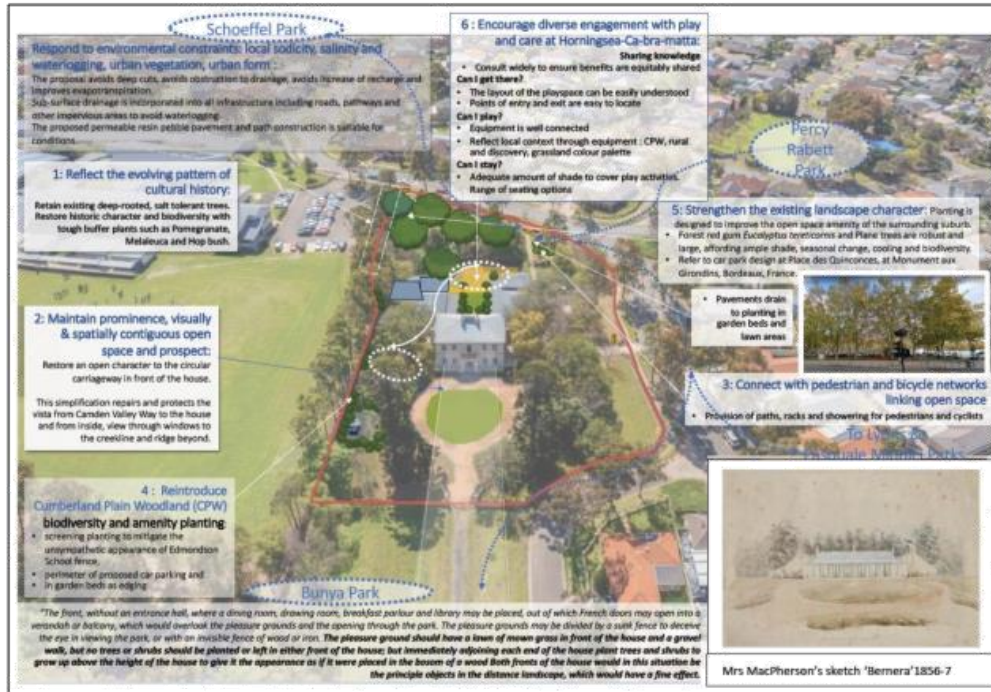 Schoeffel Park
Respond to environmental constraints: local sodicity, salinity and
waterlogging, urban vegetation, urban form :
The proposal avoids deep cuts, avoids obstruction to drainage, avoids increase of recharge and
improves evapotranspiration.
Sub-surface drainage is incorporated into all infrastructure including roads, pathways and
other impervious areas to avoid waterlogging.
The proposed permeable resin pebble pavement and path construction is suitable for
conditions.
1: Reflect the evolving pattern of
cultural history:
Retain existing deep-rooted, salt tolerant trees.
Restore historic character and biodiversity with
tough buffer plants such as Pomegranate,
Melaleuca and Hop bush.
2: Maintain prominence, visually
& spatially contiguous open
space and prospect:
Restore an open character to the circular
carriageway in front of the house.
This simplification repairs and protects the
vista from Camden Valley Way to the house
and from inside, view through windows to
the creekline and ridge beyond.
4 : Reintroduce
Cumberland Plain Woodland (CPW)
biodiversity and amenity planting
• screening planting to mitigate the
unsympathetic appearance of Edmondson
School fence,
• perimeter of proposed car parking and
• in garden beds as edging
Bunya Park
6 : Encourage diverse engagement with play
and care at Horningsea-Ca-bra-matta:
Sharing knowledge
• Consult widely to ensure benefits are equitably shared
Can I get there?
• The layout of the playspace can be easily understood
• Points of entry and exit are easy to locate
Can I play?
• Equipment is well connected
• Reflect local context through equipment : CPW, rural
and discovery, grassland colour palette
Can I stay?
• Adequate amount of shade to cover play activities.
Range of seating options
Percy
Rabett
Park
5: Strengthen the existing landscape character: Planting is
designed to improve the open space amenity of the surrounding suburb.
• Forest red gum Eucalyptus tereticornis and Plane trees are robust and
large, affording ample shade, seasonal change, cooling and biodiversity.
• Refer to car park design at Place des Quinconces, at Monument aux
Girondins, Bordeaux, France.
• Pavements drain
to planting in
garden beds and
lawn areas
3: Connect with pedestrian and bicycle networks
linking open space
• Provision of paths, racks and showering for pedestrians and cyclists
"The front, without an entrance hall, where a dining room, drawing room, breakfast parlour and library may be placed, out of which French doors may open into a
verandah or balcony, which would overlook the pleasure grounds and the opening through the park. The pleasure grounds may be divided by a sunk fence to deceive
the eye in viewing the park, or with an invisible fence of wood or iron. The pleasure ground should have a lawn of mown grass in front of the house and a gravel
walk, but no trees or shrubs should be planted or left in either front of the house; but immediately adjoining each end of the house plant trees and shrubs to
grow up above the height of the house to give it the appearance as if it were placed in the bosom of a wood Both fronts of the house would in this situation be
the principle objects in the distance landscape, which would have a fine effect.
Mrs MacPherson's sketch 'Bernera'1856-7